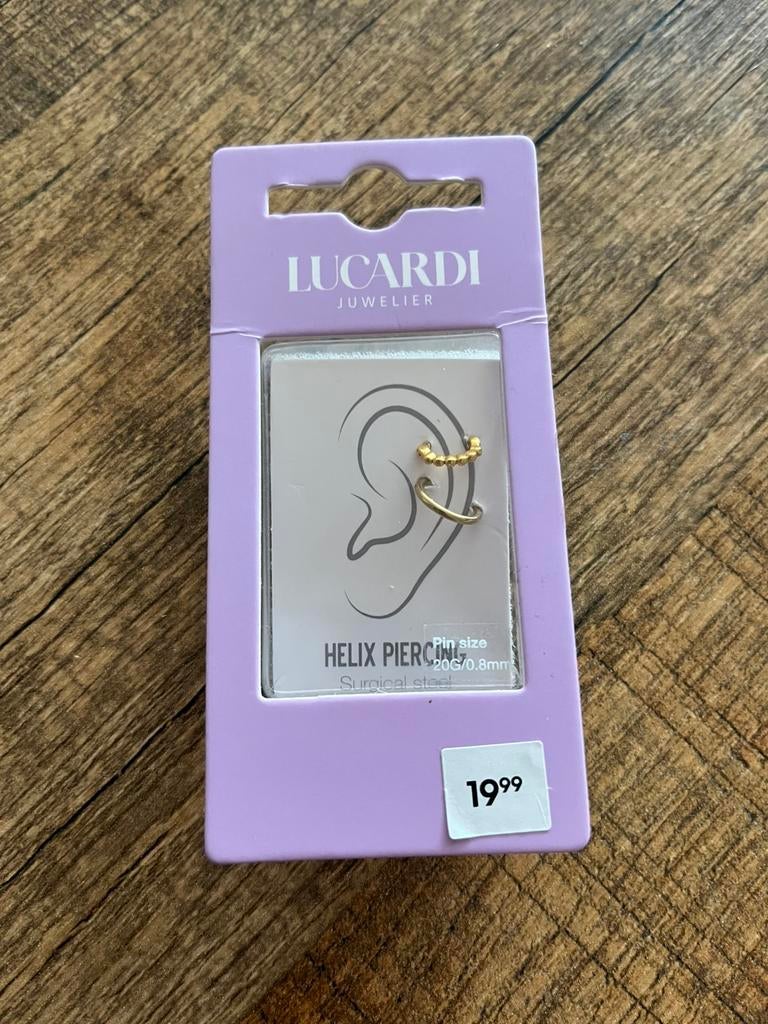 LUCARDI
JUWELIER
HELIX PIERCING
Pin size
20G/0.8mm
Surgical steel
19⁹⁹